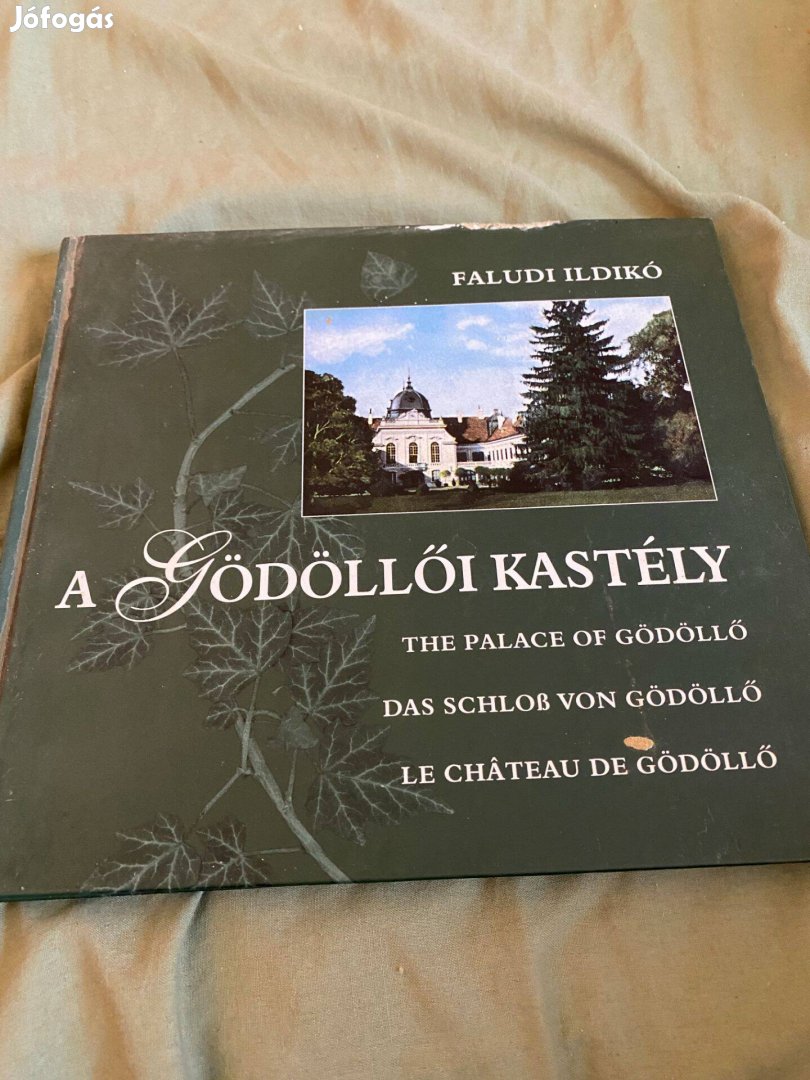 Jófogás
FALUDI ILDIKÓ
A GÖDÖLLŐI KASTÉLY
THE PALACE OF GÖDÖLLŐ
DAS SCHLOß VON GÖDÖLLŐ
LE CHÂTEAU DE GÖDÖLLŐ